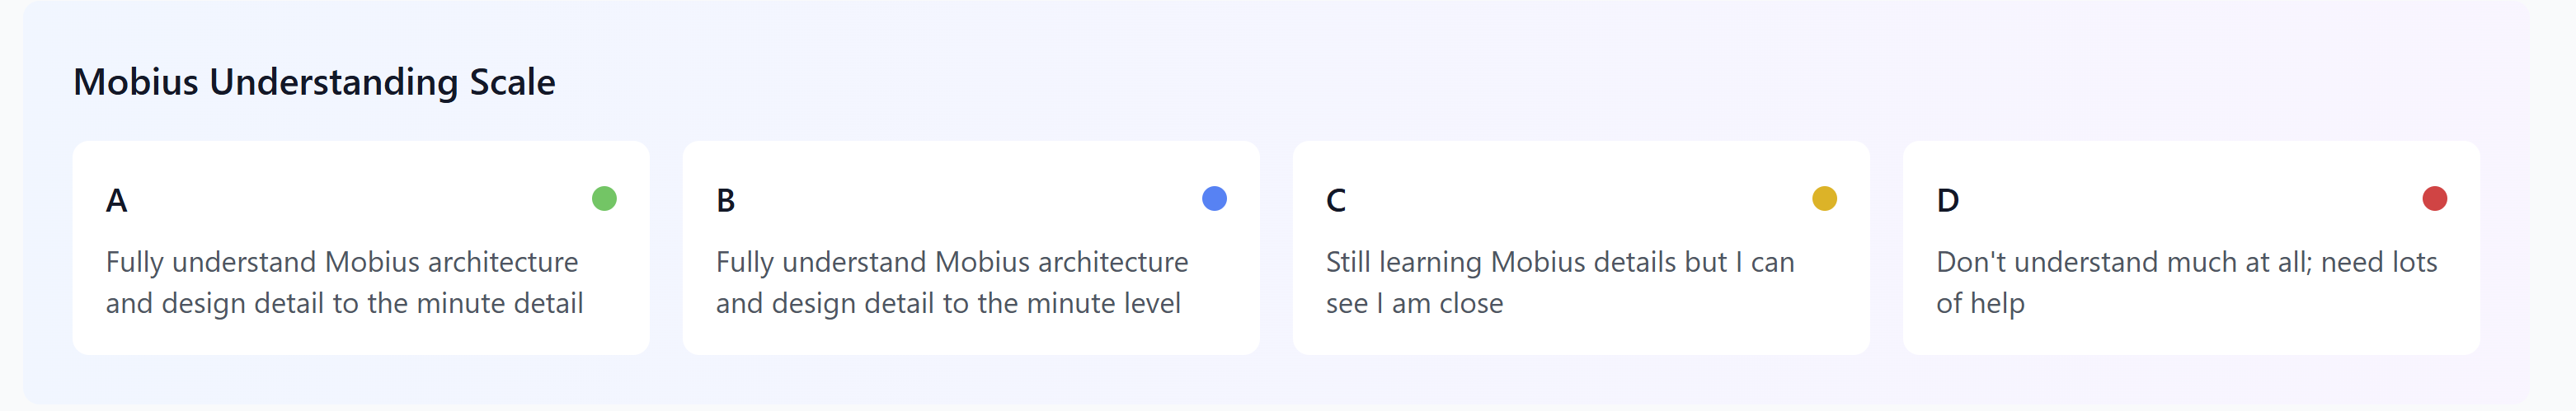 Mobius Understanding Scale
A
Fully understand Mobius architecture
and design detail to the minute detail
B
Fully understand Mobius architecture
and design detail to the minute level
C
Still learning Mobius details but I can
see I am close
D
Don't understand much at all; need lots
of help